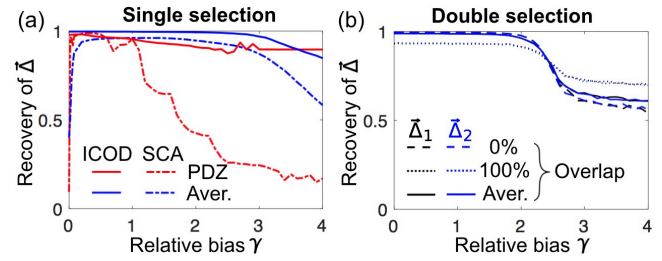 (a) Single selection
Recovery of Δ⃗
1
0.5
0
ICOD SCA
PDZ
Aver.
0 1 2 3 4
Relative bias γ
(b) Double selection
Recovery of Δ⃗
1
0.5
0
Δ⃗₁ Δ⃗₂
0%
100%
Aver.
Overlap
0 1 2 3 4
Relative bias γ